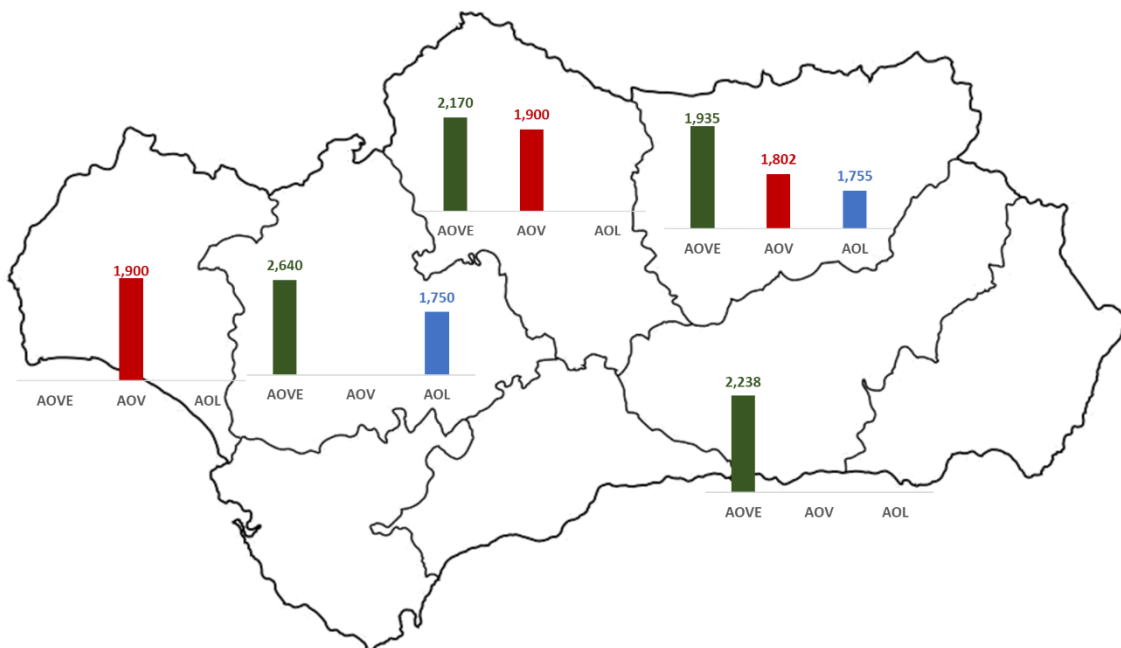 2,170
1,900
AOVE AOV AOL
1,935
1,802
1,755
AOVE AOV AOL
1,900
AOVE AOV AOL
2,640
1,750
AOVE AOV AOL
2,238
AOVE AOV AOL